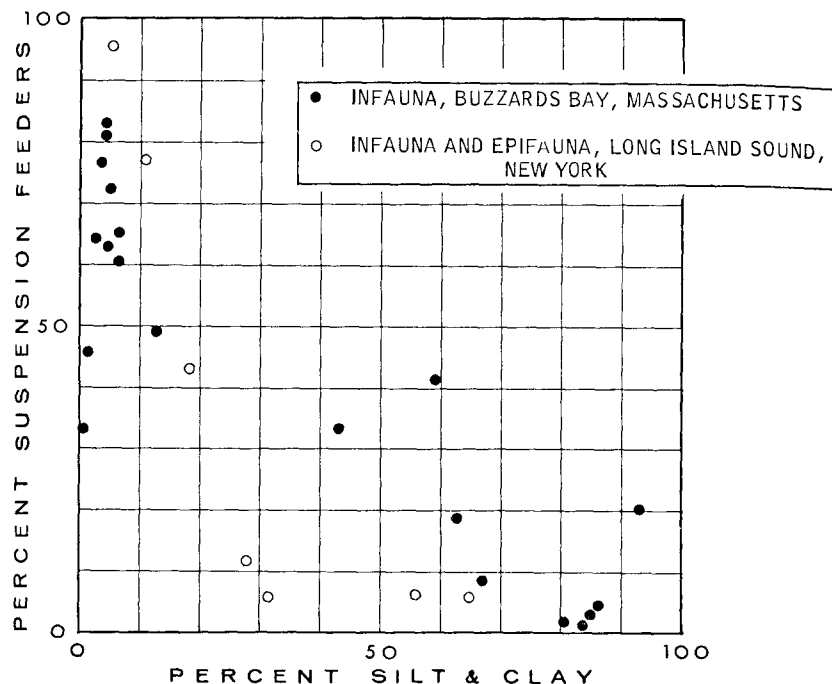 100
PERCENT SUSPENSION FEEDERS
● INFAUNA, BUZZARDS BAY, MASSACHUSETTS
○ INFAUNA AND EPIFAUNA, LONG ISLAND SOUND,
NEW YORK
50
0
0 50 100
PERCENT SILT & CLAY